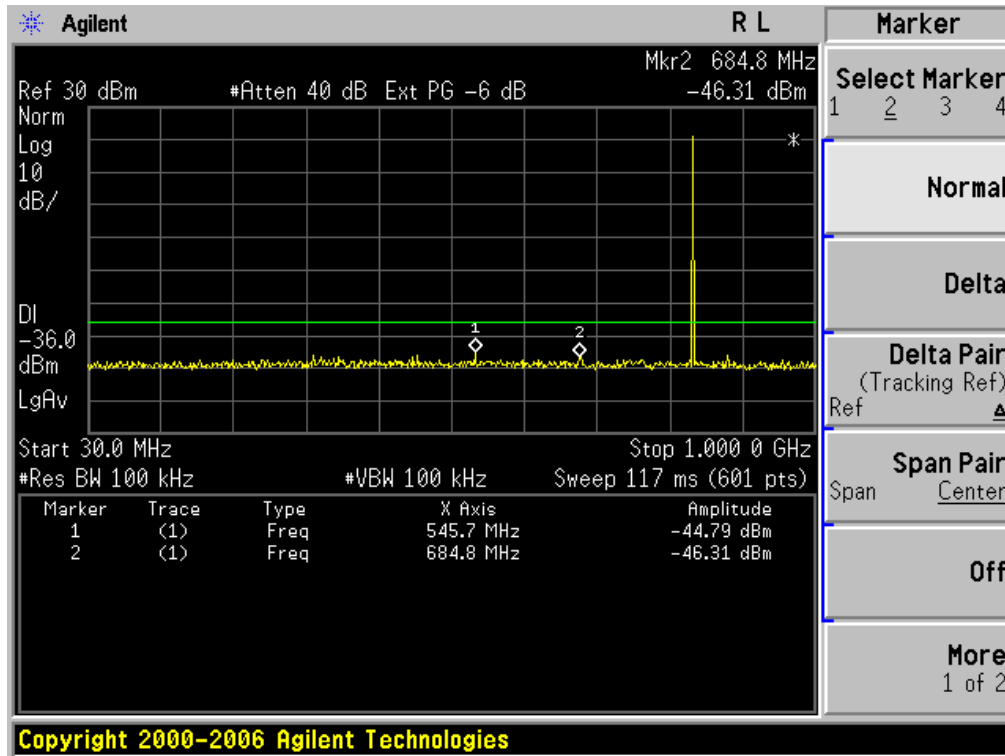 Agilent R L
Mkr2 684.8 MHz
Ref 30 dBm #Atten 40 dB Ext PG -6 dB -46.31 dBm
Norm
Log
10
dB/
DI
-36.0
dBm
LgAv
1
2
Start 30.0 MHz Stop 1.000 0 GHz
#Res BW 100 kHz #VBW 100 kHz Sweep 117 ms (601 pts)
Marker Trace Type X Axis Amplitude
1 (1) Freq 545.7 MHz -44.79 dBm
2 (1) Freq 684.8 MHz -46.31 dBm
Copyright 2000-2006 Agilent Technologies
Marker
Select Marker
1 2 3 4
Normal
Delta
Delta Pair
(Tracking Ref)
Ref Δ
Span Pair
Span Center
Off
More
1 of 2